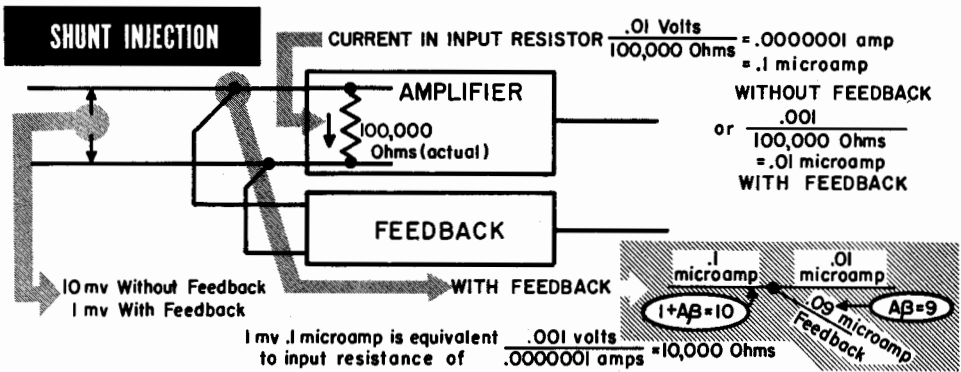 SHUNT INJECTION
CURRENT IN INPUT RESISTOR .01 Volts / 100,000 Ohms = .0000001 amp
= .1 microamp
WITHOUT FEEDBACK
or .001 / 100,000 Ohms
= .01 microamp
WITH FEEDBACK
AMPLIFIER
100,000
Ohms (actual)
FEEDBACK
10 mv Without Feedback
1 mv With Feedback
WITH FEEDBACK
.1
microamp
.01
microamp
1+Aβ=10
.09 microamp
Feedback
Aβ=9
1 mv .1 microamp is equivalent
to input resistance of .001 volts / .0000001 amps = 10,000 Ohms